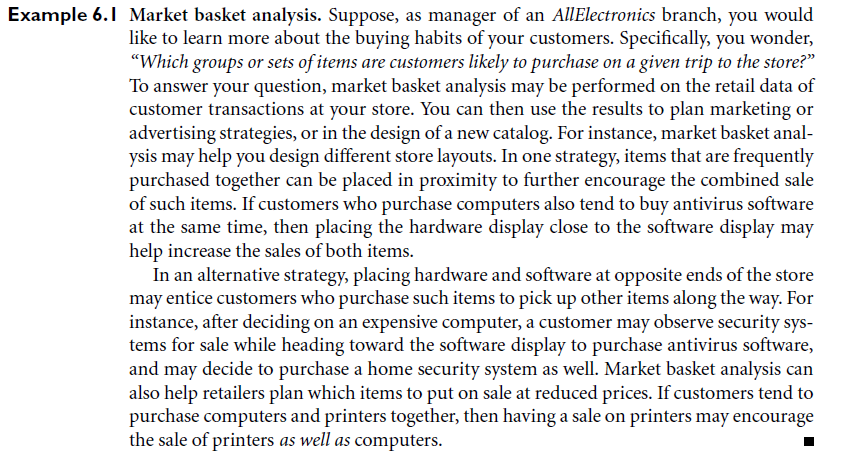 Example 6.1 Market basket analysis. Suppose, as manager of an AllElectronics branch, you would
like to learn more about the buying habits of your customers. Specifically, you wonder,
“Which groups or sets of items are customers likely to purchase on a given trip to the store?”
To answer your question, market basket analysis may be performed on the retail data of
customer transactions at your store. You can then use the results to plan marketing or
advertising strategies, or in the design of a new catalog. For instance, market basket anal-
ysis may help you design different store layouts. In one strategy, items that are frequently
purchased together can be placed in proximity to further encourage the combined sale
of such items. If customers who purchase computers also tend to buy antivirus software
at the same time, then placing the hardware display close to the software display may
help increase the sales of both items.
In an alternative strategy, placing hardware and software at opposite ends of the store
may entice customers who purchase such items to pick up other items along the way. For
instance, after deciding on an expensive computer, a customer may observe security sys-
tems for sale while heading toward the software display to purchase antivirus software,
and may decide to purchase a home security system as well. Market basket analysis can
also help retailers plan which items to put on sale at reduced prices. If customers tend to
purchase computers and printers together, then having a sale on printers may encourage
the sale of printers as well as computers.